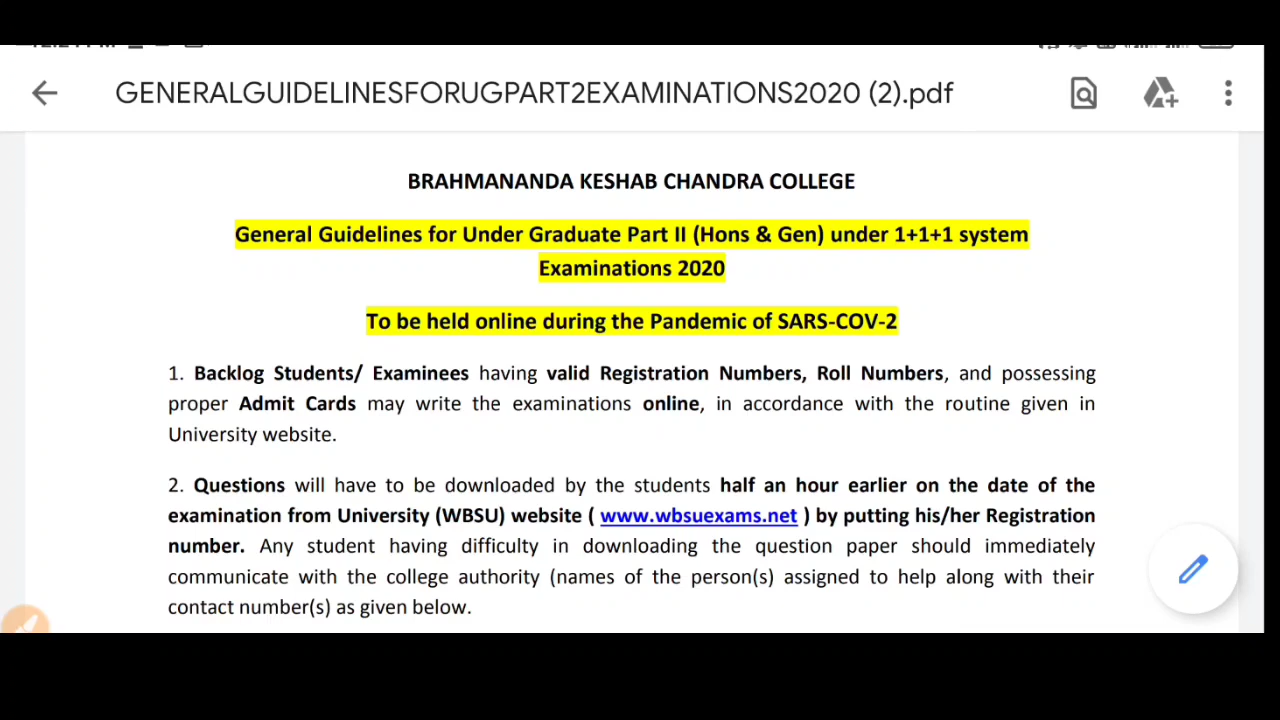 GENERALGUIDELINESFORUGPART2EXAMINATIONS2020 (2).pdf
BRAHMANANDA KESHAB CHANDRA COLLEGE
General Guidelines for Under Graduate Part II (Hons & Gen) under 1+1+1 system
Examinations 2020
To be held online during the Pandemic of SARS-COV-2
1. Backlog Students/ Examinees having valid Registration Numbers, Roll Numbers, and possessing
proper Admit Cards may write the examinations online, in accordance with the routine given in
University website.
2. Questions will have to be downloaded by the students half an hour earlier on the date of the
examination from University (WBSU) website ( www.wbsuexams.net ) by putting his/her Registration
number. Any student having difficulty in downloading the question paper should immediately
communicate with the college authority (names of the person(s) assigned to help along with their
contact number(s) as given below.